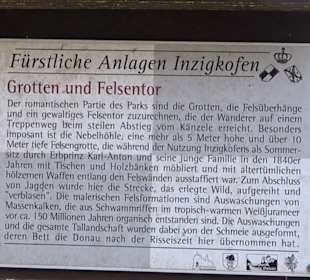 Fürstliche Anlagen Inzigkofen
Grotten und Felsentor
Der romantischen Partie des Parks sind die Grotten, die Felsüberhänge
und ein gewaltiges Felsentor zuzurechnen, die der Wanderer auf einem
Treppenweg beim steilen Abstieg vom Känzele erreicht. Besonders
imposant ist die Nebelhöhle, eine mehr als 5 Meter hohe und über 10
Meter tiefe Felsengrotte, die während der Nutzung Inzigkofens als Sommer-
sitz durch Erbprinz Karl-Anton und seine junge Familie in den 1840er
Jahren mit Tischen und Holzbänken möbliert und mit altertümlichen
hölzernen Waffen entlang den Felswänden ausstaffiert war. Zum Abschluß
von Jagden wurde hier die Strecke, das erlegte Wild, aufgereiht und
"verblasen". Die malerischen Felsformationen sind Auswaschungen von
Massenkalken, die aus Schwammriffen im tropisch-warmen Weißjurameer
vor ca. 150 Millionen Jahren organisch entstanden sind. Die Auswaschungen
und die gesamte Tallandschaft wurden dabei von der Schmeie ausgeformt,
deren Bett die Donau nach der Risseiszeit hier übernommen hat.